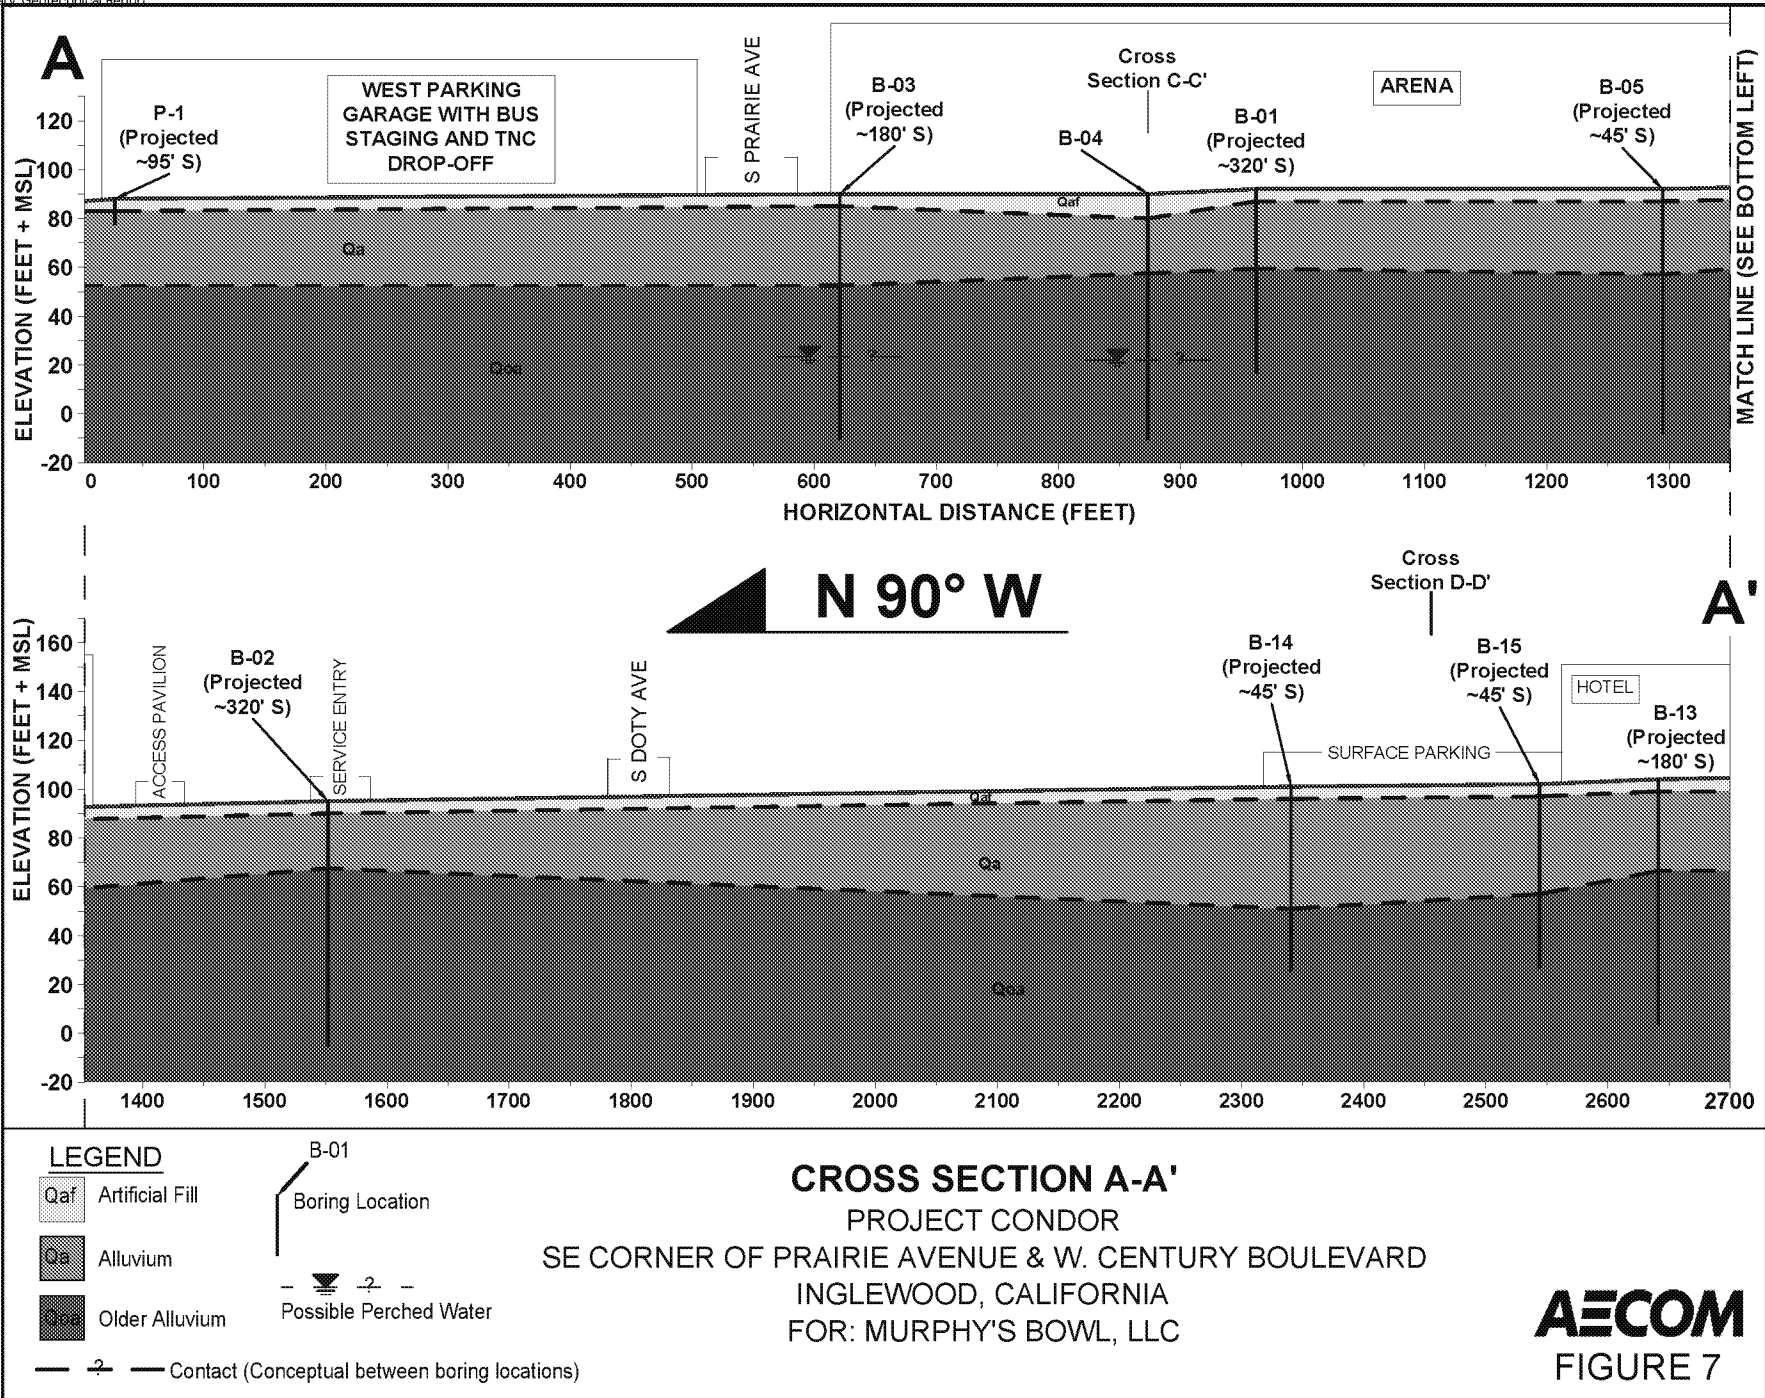 Geotechnical Report
A
WEST PARKING
GARAGE WITH BUS
STAGING AND TNC
DROP-OFF
P-1
(Projected
~95' S)
S PRAIRIE AVE
B-03
(Projected
~180' S)
Cross
Section C-C'
B-04
B-01
(Projected
~320' S)
ARENA
B-05
(Projected
~45' S)
MATCH LINE (SEE BOTTOM LEFT)
ELEVATION (FEET + MSL)
120
100
80
60
40
20
0
-20
Qaf
Qa
Qoa
?
?
0 100 200 300 400 500 600 700 800 900 1000 1100 1200 1300
HORIZONTAL DISTANCE (FEET)
N 90° W
Cross
Section D-D'
A'
ELEVATION (FEET + MSL)
160
140
120
100
80
60
40
20
0
-20
ACCESS PAVILION
B-02
(Projected
~320' S)
SERVICE ENTRY
S DOTY AVE
B-14
(Projected
~45' S)
B-15
(Projected
~45' S)
HOTEL
B-13
(Projected
~180' S)
SURFACE PARKING
Qaf
Qa
Qoa
1400 1500 1600 1700 1800 1900 2000 2100 2200 2300 2400 2500 2600 2700
LEGEND
Qaf Artificial Fill
Qa Alluvium
Qoa Older Alluvium
B-01
Boring Location
?
Possible Perched Water
? Contact (Conceptual between boring locations)
CROSS SECTION A-A'
PROJECT CONDOR
SE CORNER OF PRAIRIE AVENUE & W. CENTURY BOULEVARD
INGLEWOOD, CALIFORNIA
FOR: MURPHY'S BOWL, LLC
AECOM
FIGURE 7